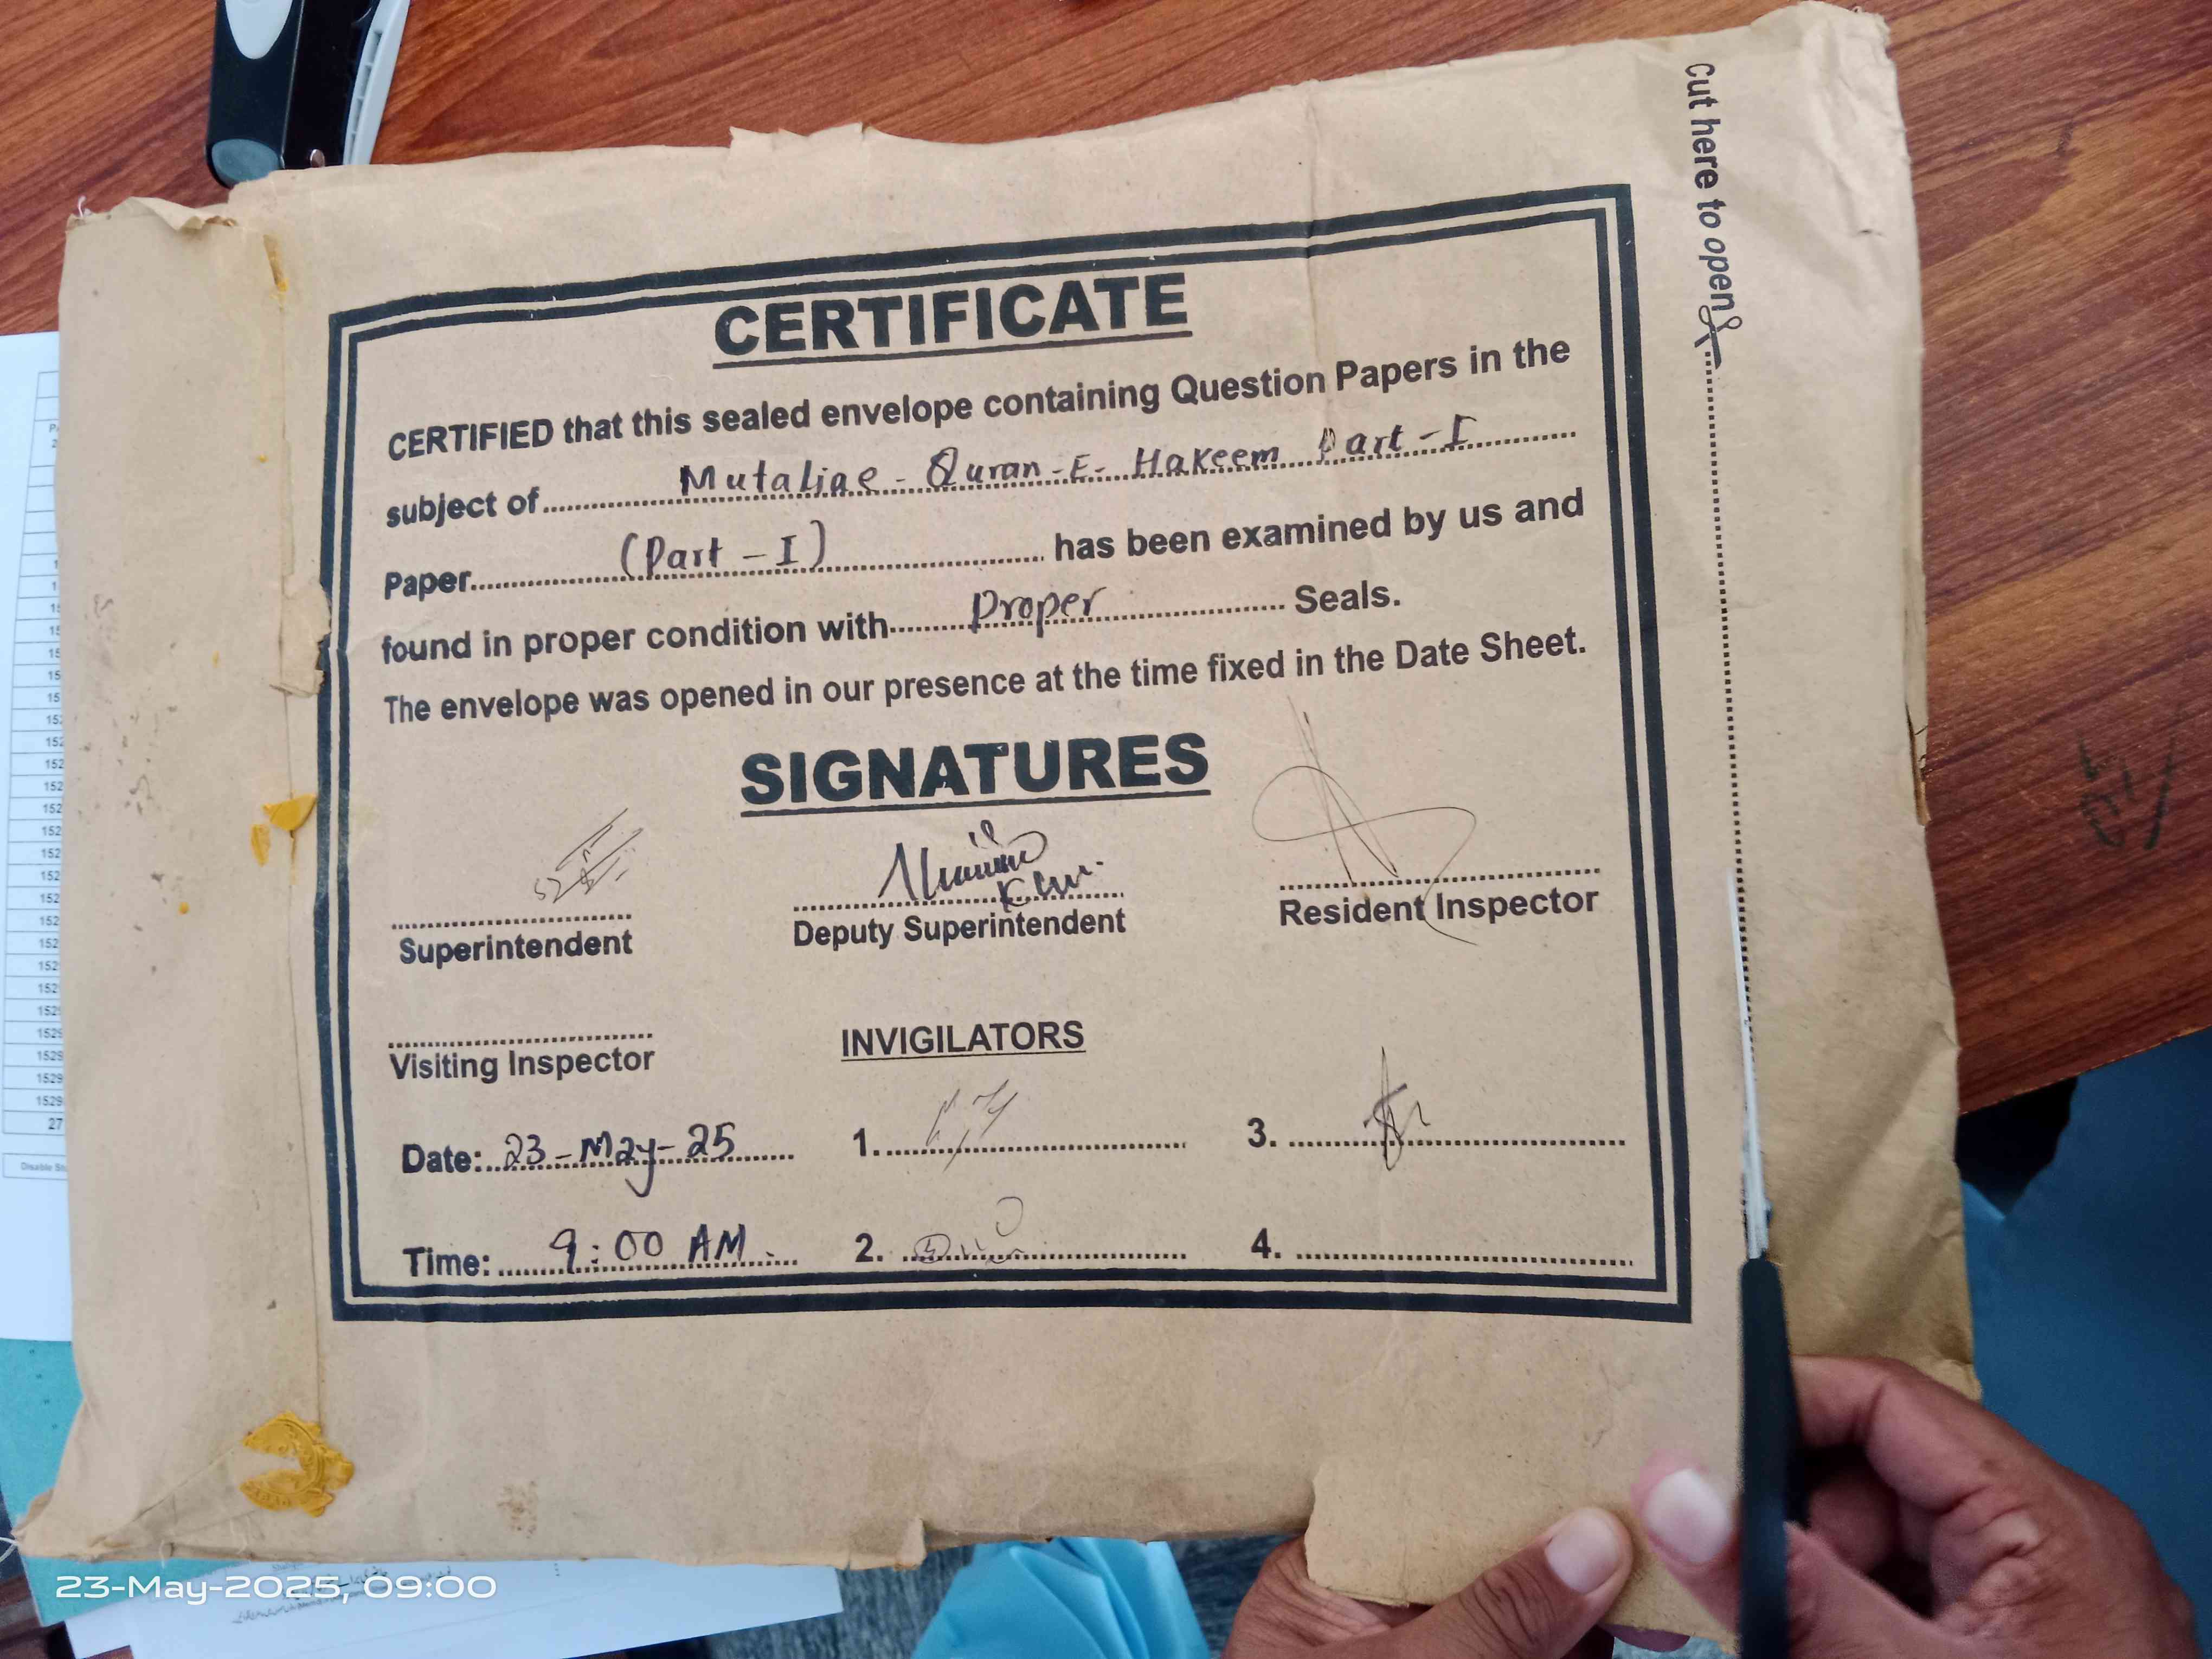 Cut here to open
CERTIFICATE
CERTIFIED that this sealed envelope containing Question Papers in the
subject of Mutaliae - Quran-E- Hakeem Part-I
Paper (Part-I) has been examined by us and
found in proper condition with Proper Seals.
The envelope was opened in our presence at the time fixed in the Date Sheet.
SIGNATURES
Superintendent Deputy Superintendent Resident Inspector
Visiting Inspector
INVIGILATORS
Date: 23-May-25 1. 3.
Time: 9:00 AM 2. 4.
23-May-2025, 09:00